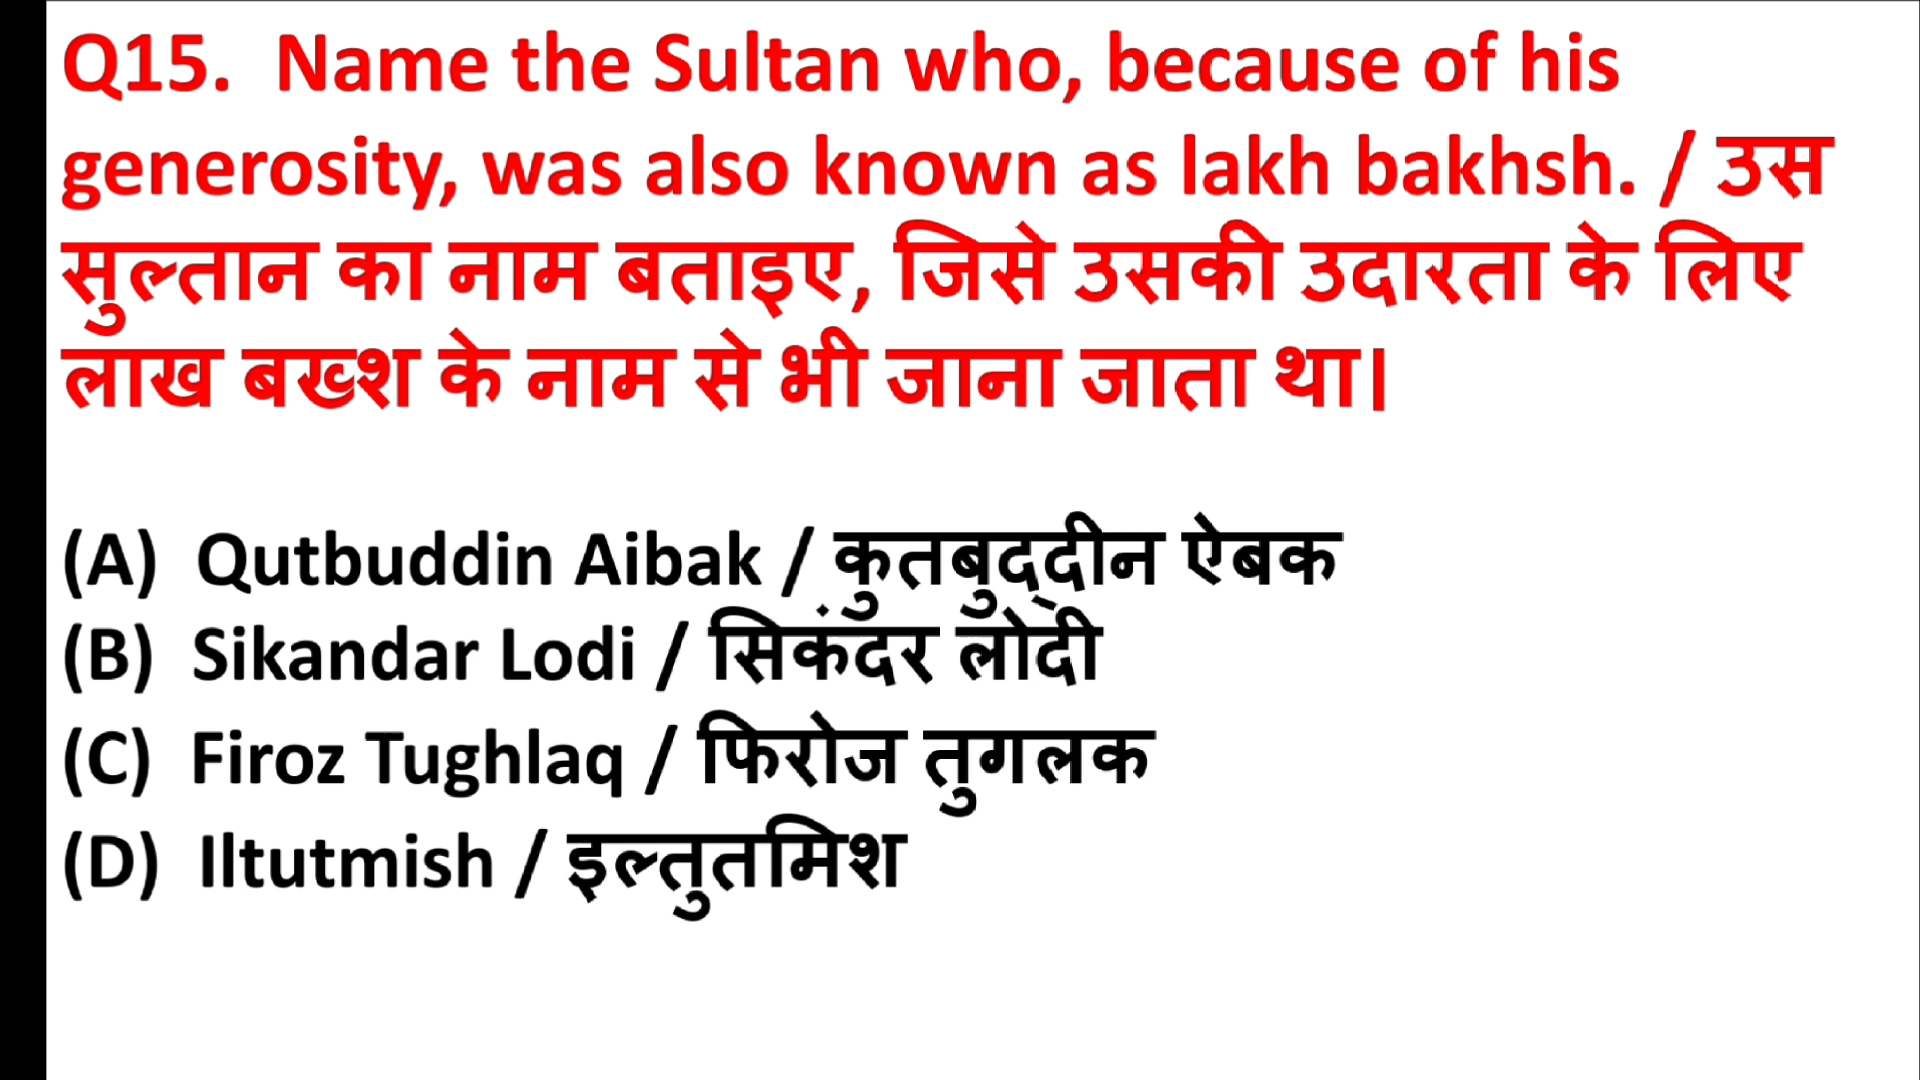 Q15. Name the Sultan who, because of his
generosity, was also known as lakh bakhsh. / उस
सुल्तान का नाम बताइए, जिसे उसकी उदारता के लिए
लाख बख्श के नाम से भी जाना जाता था।
(A) Qutbuddin Aibak / कुतबुद्दीन ऐबक
(B) Sikandar Lodi / सिकंदर लोदी
(C) Firoz Tughlaq / फिरोज तुगलक
(D) Iltutmish / इल्तुतमिश